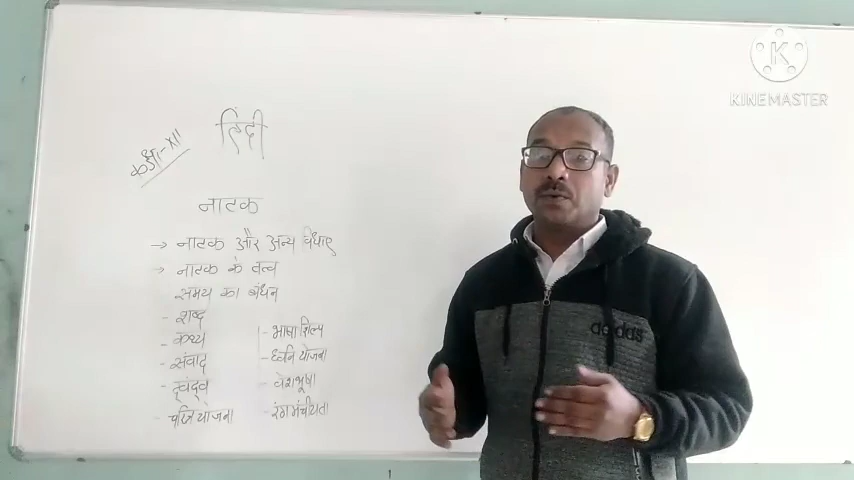 हिंदी
कक्षा-XII
नाटक
→ नाटक और अन्य विधाए
→ नाटक के तत्व
समय का बंधन
- शब्द
- कथ्य
- संवाद
- द्वंद्व
- चरित्र योजना
- भाषा शिल्प
- ध्वनि योजना
- वेशभूषा
- रंगमंचीयता
adidas
K
KINEMASTER